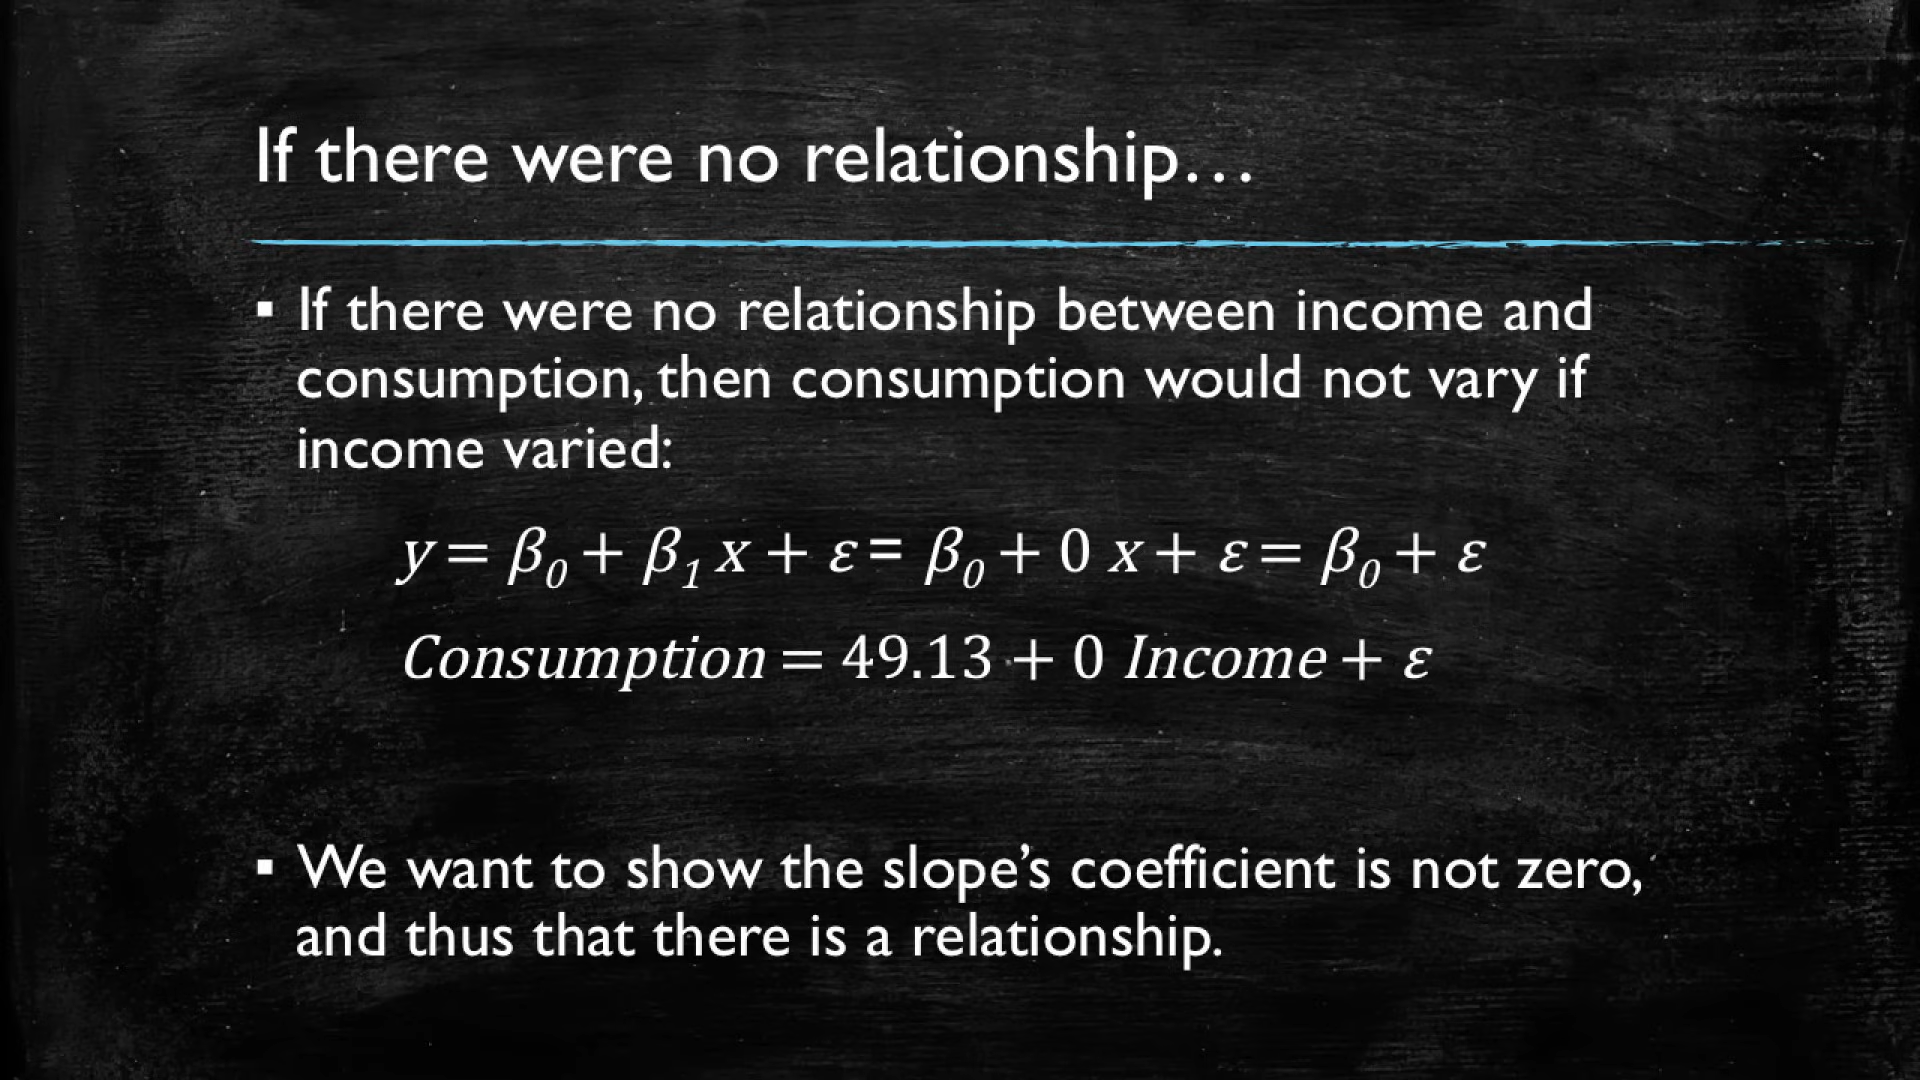 If there were no relationship…
▪ If there were no relationship between income and
consumption, then consumption would not vary if
income varied:
y = β₀ + β₁ x + ε = β₀ + 0 x + ε = β₀ + ε
Consumption = 49.13 + 0 Income + ε
▪ We want to show the slope’s coefficient is not zero,
and thus that there is a relationship.